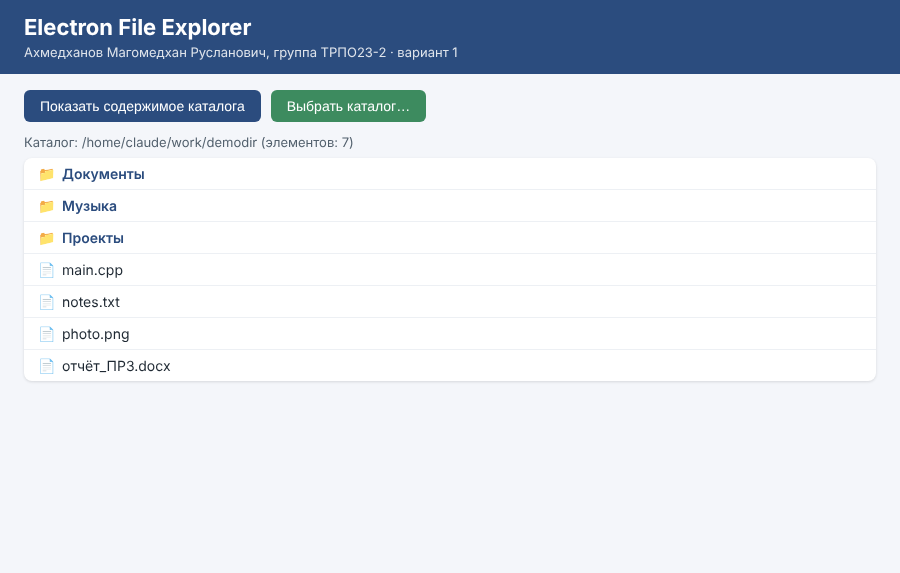 Electron File Explorer
Ахмедханов Магомедхан Русланович, группа ТРПО23-2 · вариант 1
Показать содержимое каталога
Выбрать каталог…
Каталог: /home/claude/work/demodir (элементов: 7)
Документы
Музыка
Проекты
main.cpp
notes.txt
photo.png
отчёт_ПР3.docx